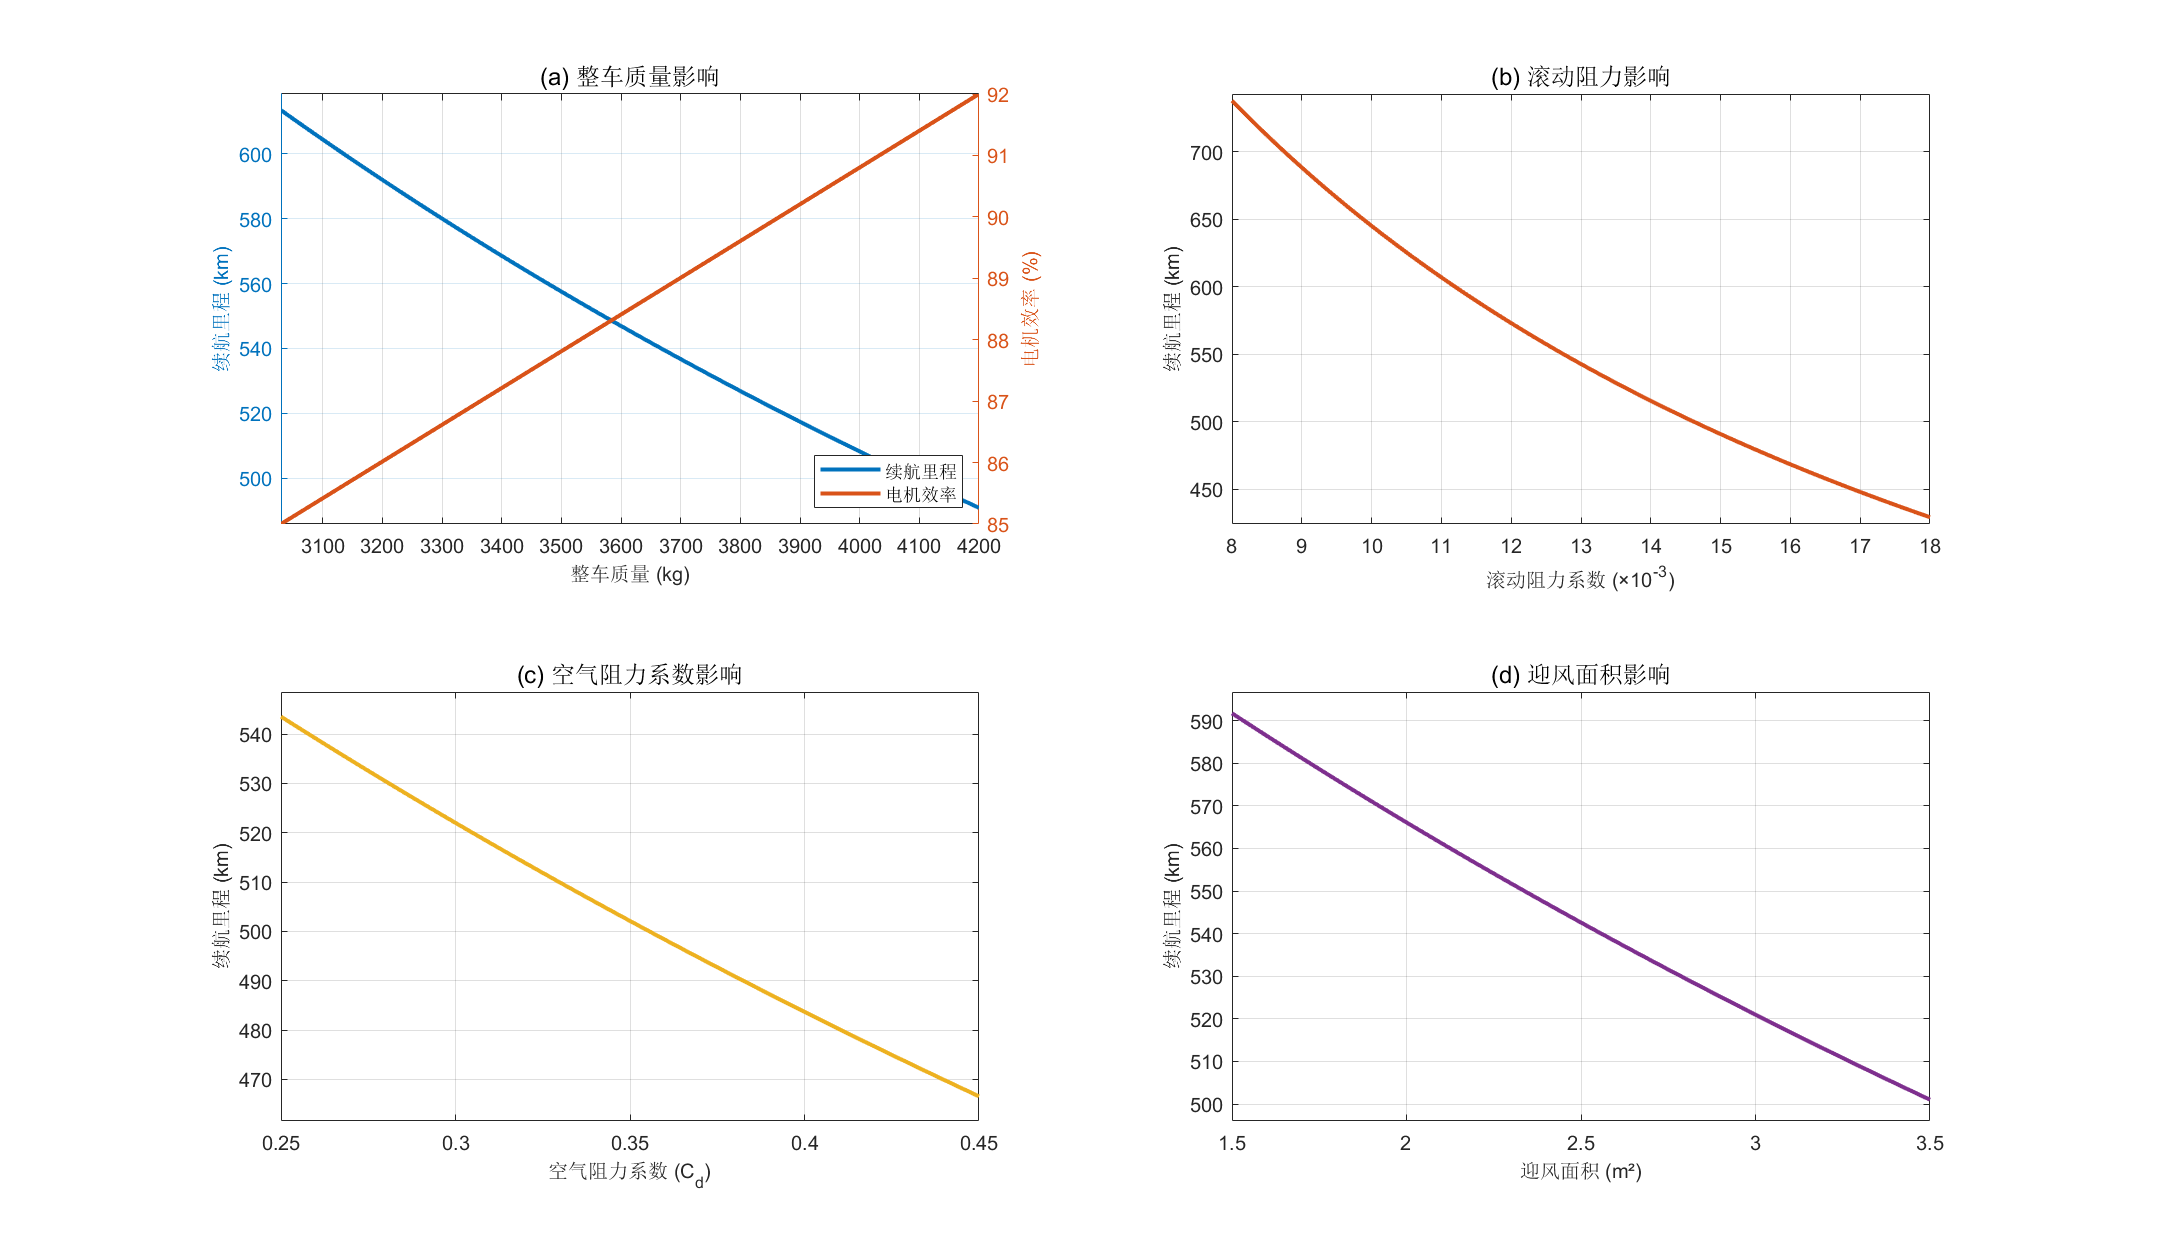 (a) 整车质量影响
续航里程 (km)
600
580
560
540
520
500
92
91
90
89
88
87
86
85
电机效率 (%)
续航里程
电机效率
3100 3200 3300 3400 3500 3600 3700 3800 3900 4000 4100 4200
整车质量 (kg)
(b) 滚动阻力影响
续航里程 (km)
700
650
600
550
500
450
8 9 10 11 12 13 14 15 16 17 18
滚动阻力系数 (×10⁻³)
(c) 空气阻力系数影响
续航里程 (km)
540
530
520
510
500
490
480
470
0.25 0.3 0.35 0.4 0.45
空气阻力系数 (C_d)
(d) 迎风面积影响
续航里程 (km)
590
580
570
560
550
540
530
520
510
500
1.5 2 2.5 3 3.5
迎风面积 (m²)